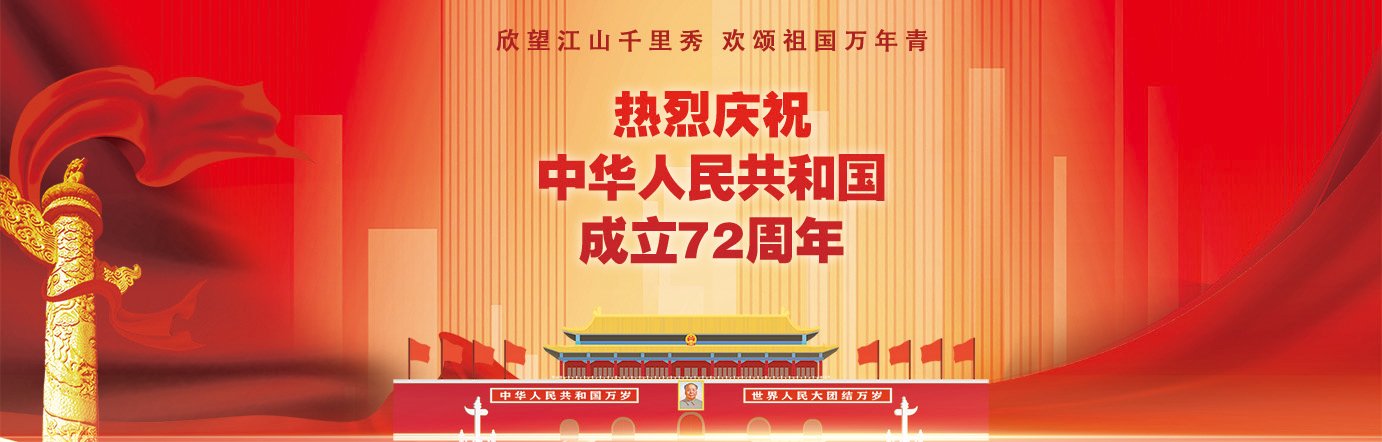 欣望江山千里秀 欢颂祖国万年青
热烈庆祝
中华人民共和国
成立72周年
中华人民共和国万岁
世界人民大团结万岁